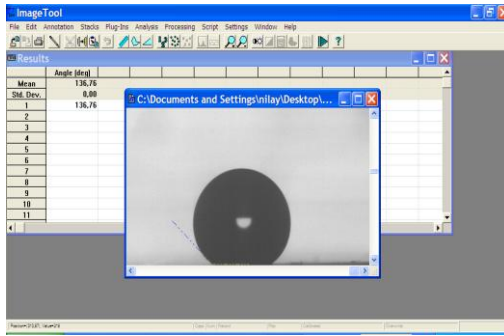 ImageTool
File Edit Annotation Stacks Plug-Ins Analysis Processing Script Settings Window Help
Results
Angle (deg)
Mean 136,76
Std. Dev. 0,00
1 136,76
2
3
4
5
6
7
8
9
10
11
C:\Documents and Settings\nilay\Desktop\...